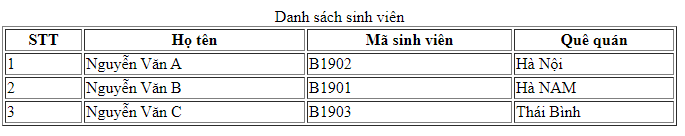 Danh sách sinh viên
STT Họ tên Mã sinh viên Quê quán
1 Nguyễn Văn A B1902 Hà Nội
2 Nguyễn Văn B B1901 Hà NAM
3 Nguyễn Văn C B1903 Thái Bình